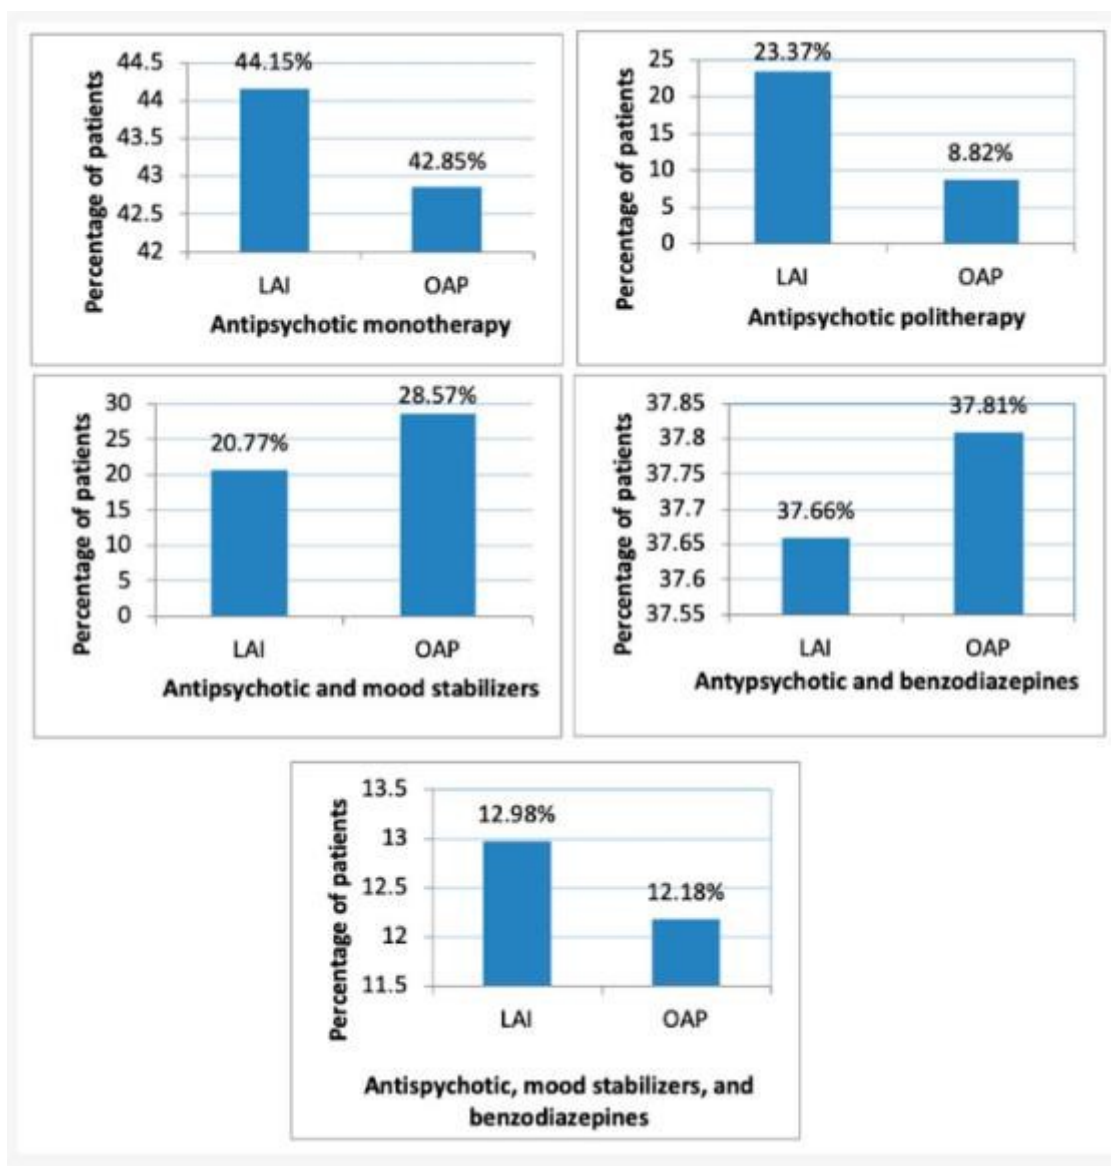 Percentage of patients
44.5
44
43.5
43
42.5
42
44.15%
42.85%
LAI
OAP
Antipsychotic monotherapy
Percentage of patients
25
20
15
10
5
0
23.37%
8.82%
LAI
OAP
Antipsychotic politherapy
Percentage of patients
30
25
20
15
10
5
0
20.77%
28.57%
LAI
OAP
Antipsychotic and mood stabilizers
Percentage of patients
37.85
37.8
37.75
37.7
37.65
37.6
37.55
37.66%
37.81%
LAI
OAP
Antypsychotic and benzodiazepines
Percentage of patients
13.5
13
12.5
12
11.5
12.98%
12.18%
LAI
OAP
Antispychotic, mood stabilizers, and
benzodiazepines